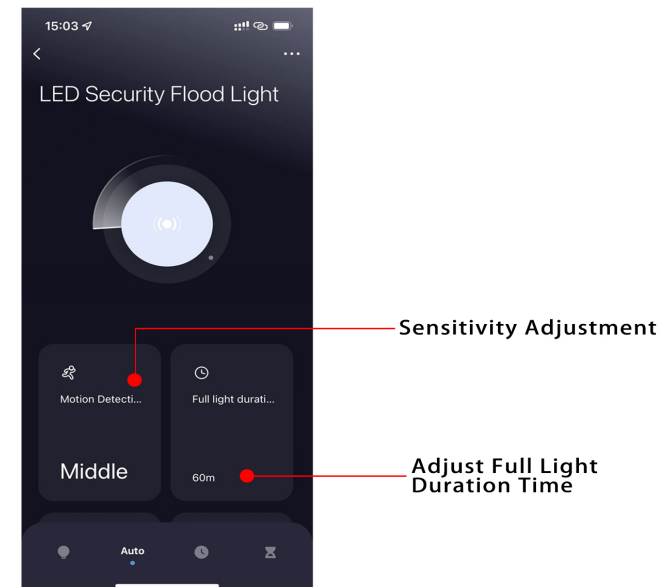 15:03
LED Security Flood Light
Sensitivity Adjustment
Motion Detecti...
Full light durati...
Middle
60m
Adjust Full Light
Duration Time
Auto